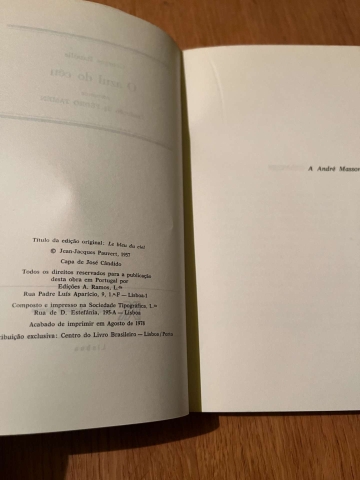 Título da edição original: Le bleu du ciel
© Jean-Jacques Pauvert, 1957
Capa de José Cândido
Todos os direitos reservados para a publicação
desta obra em Portugal por
Edições A. Ramos, L.da
Rua Padre Luís Aparício, 9, 1.º-F — Lisboa-1
Composto e impresso na Sociedade Tipográfica, L.da
Rua de D. Estefânia, 195-A — Lisboa
Acabado de imprimir em Agosto de 1978
tribuição exclusiva: Centro do Livro Brasileiro — Lisboa/Porto
A André Masson
O azul do céu